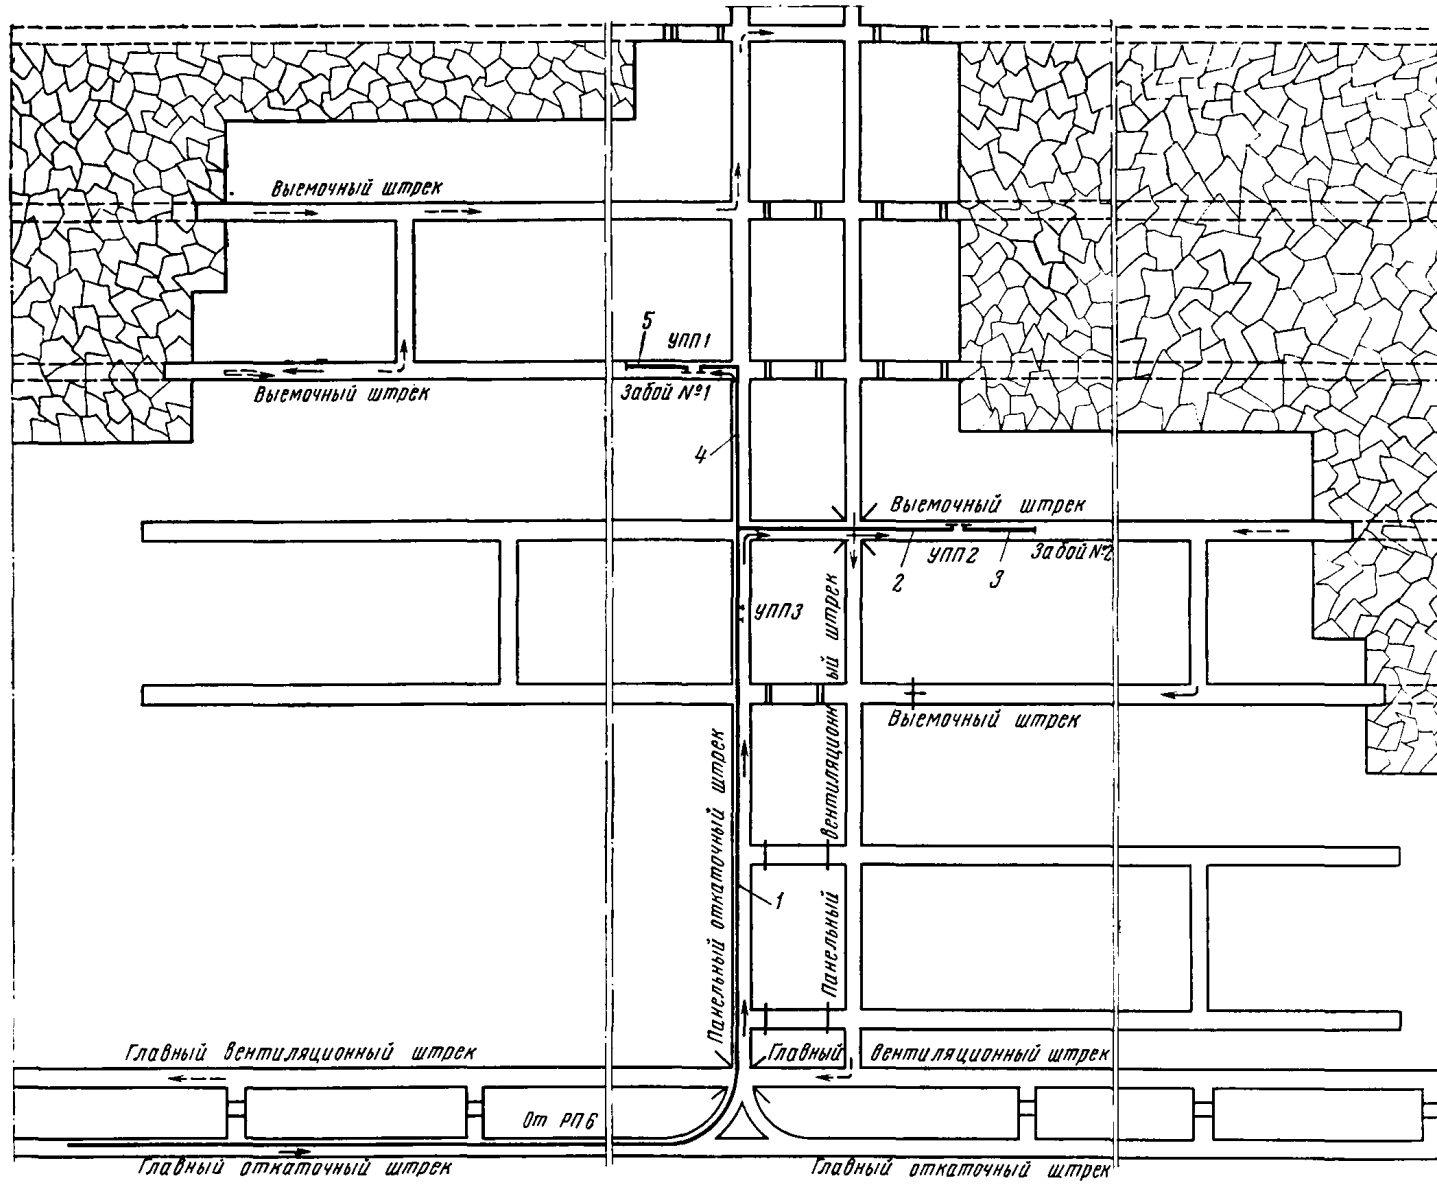 Выемочный штрек
5
УПП1
Выемочный штрек
Забой №1
4
Выемочный штрек
2
УПП2
3
Забой №2
УПП3
Выемочный штрек
Панельный откаточный штрек
Панельный вентиляционный штрек
1
Главный вентиляционный штрек
Главный вентиляционный штрек
От РП6
Главный откаточный штрек
Главный откаточный штрек